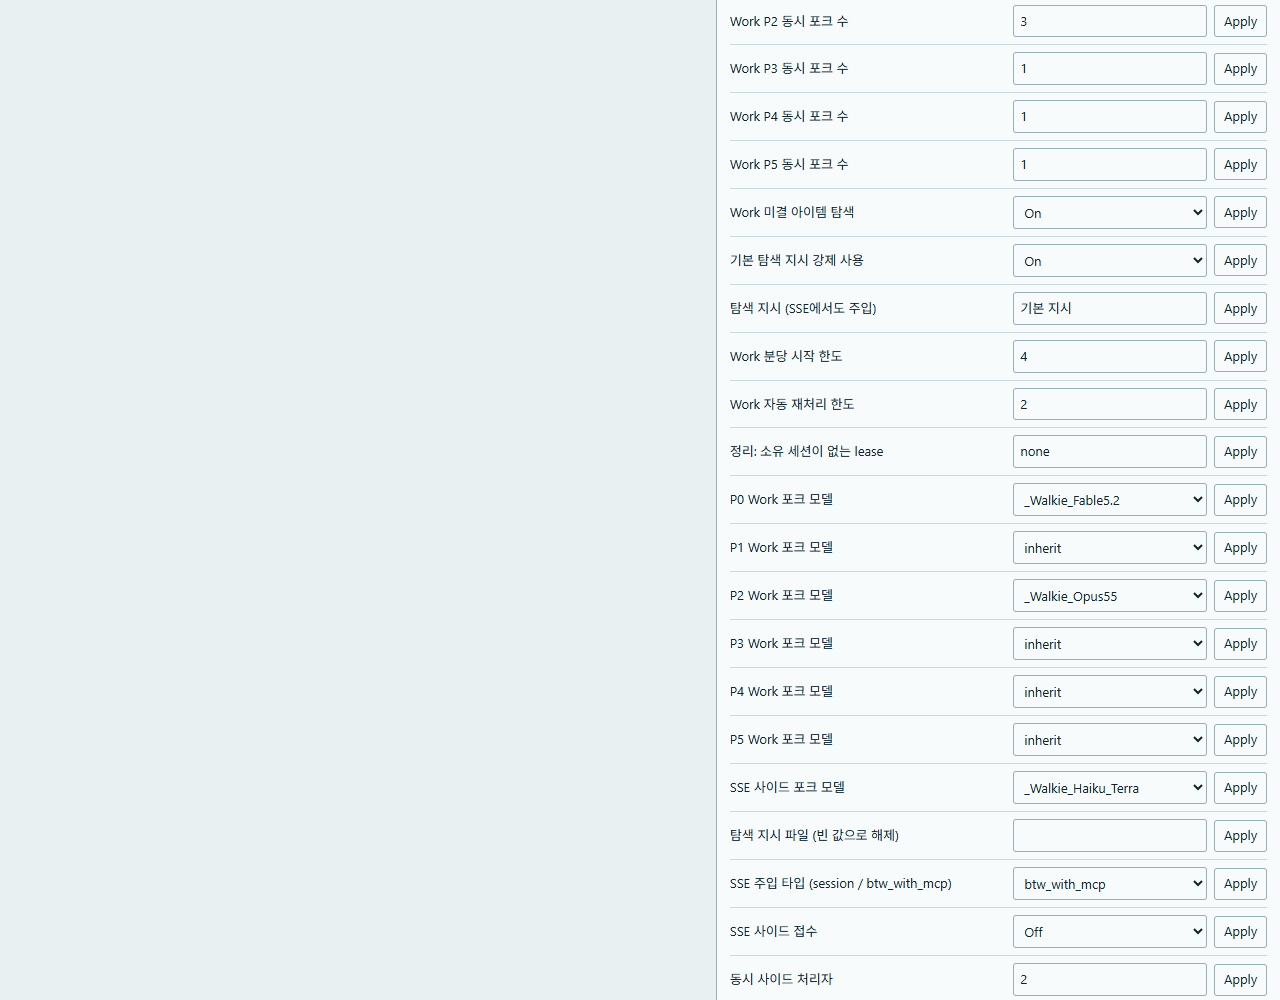 Work P2 동시 포크 수 3 Apply
Work P3 동시 포크 수 1 Apply
Work P4 동시 포크 수 1 Apply
Work P5 동시 포크 수 1 Apply
Work 미결 아이템 탐색 On Apply
기본 탐색 지시 강제 사용 On Apply
탐색 지시 (SSE에서도 주입) 기본 지시 Apply
Work 분당 시작 한도 4 Apply
Work 자동 재처리 한도 2 Apply
정리: 소유 세션이 없는 lease none Apply
P0 Work 포크 모델 _Walkie_Fable5.2 Apply
P1 Work 포크 모델 inherit Apply
P2 Work 포크 모델 _Walkie_Opus55 Apply
P3 Work 포크 모델 inherit Apply
P4 Work 포크 모델 inherit Apply
P5 Work 포크 모델 inherit Apply
SSE 사이드 포크 모델 _Walkie_Haiku_Terra Apply
탐색 지시 파일 (빈 값으로 해제) Apply
SSE 주입 타입 (session / btw_with_mcp) btw_with_mcp Apply
SSE 사이드 접수 Off Apply
동시 사이드 처리자 2 Apply